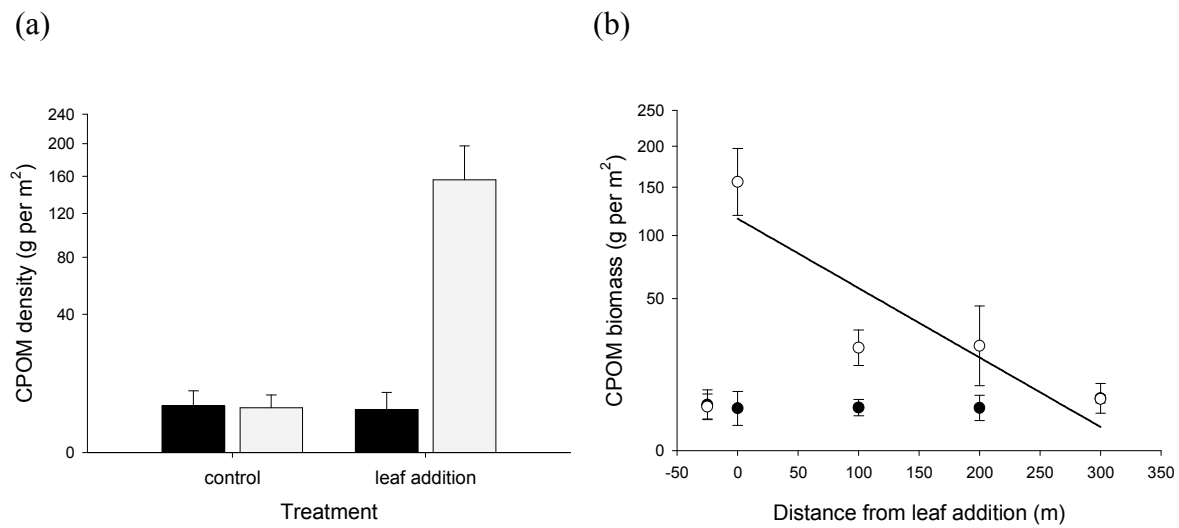 (a)
CPOM density (g per m²)
240
200
160
120
80
40
0
control leaf addition
Treatment
(b)
CPOM biomass (g per m²)
250
200
150
100
50
0
-50 0 50 100 150 200 250 300 350
Distance from leaf addition (m)